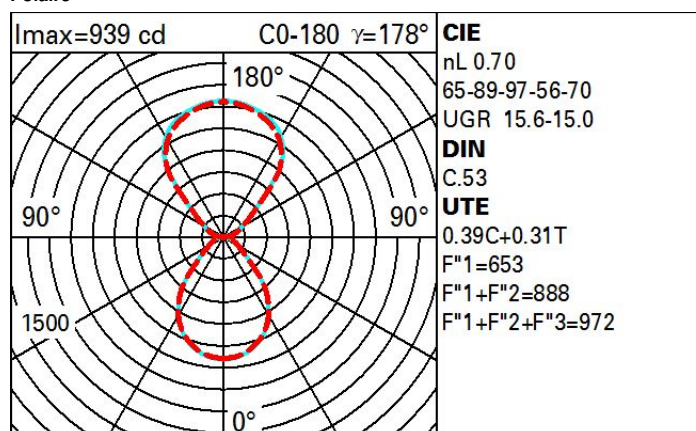 Imax=939 cd C0-180 γ=178°
180°
90° 90°
1500
0°
CIE
nL 0.70
65-89-97-56-70
UGR 15.6-15.0
DIN
C.53
UTE
0.39C+0.31T
F"1=653
F"1+F"2=888
F"1+F"2+F"3=972